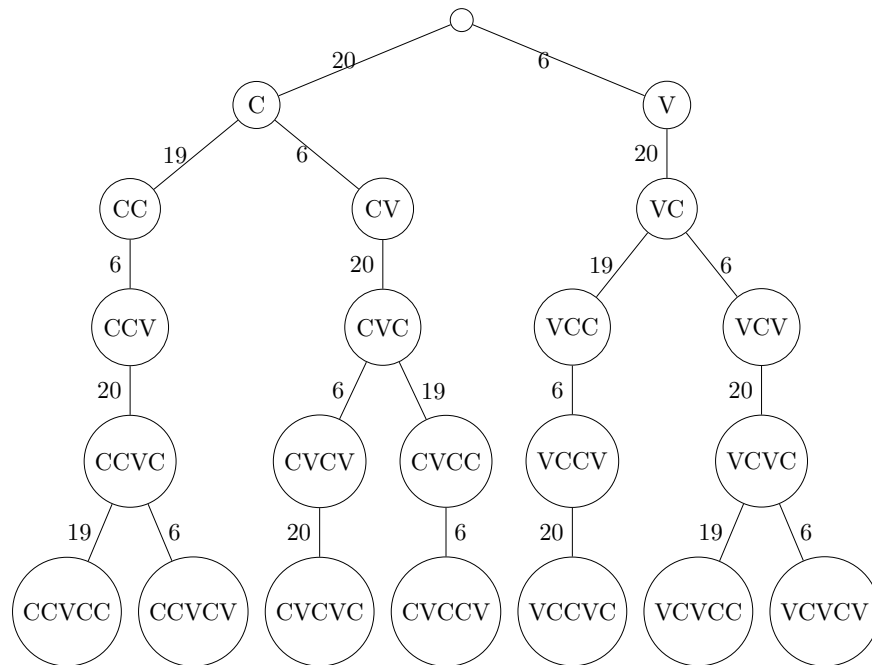 20 6
C V
19 6 20
CC CV VC
6 20 19 6
CCV CVC VCC VCV
20 6 19 6 20
CCVC CVCV CVCC VCCV VCVC
19 6 20 6 20 19 6
CCVCC CCVCV CVCVC CVCCV VCCVC VCVCC VCVCV